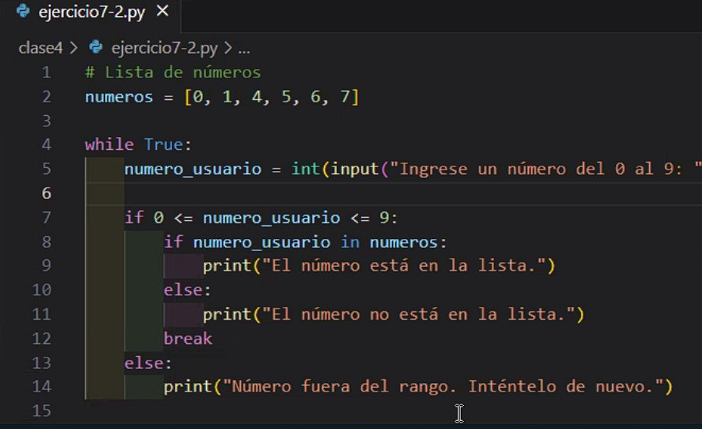 ejercicio7-2.py ×
clase4 > ejercicio7-2.py > ...
1 # Lista de números
2 numeros = [0, 1, 4, 5, 6, 7]
3
4 while True:
5     numero_usuario = int(input("Ingrese un número del 0 al 9: "
6
7     if 0 <= numero_usuario <= 9:
8         if numero_usuario in numeros:
9             print("El número está en la lista.")
10         else:
11             print("El número no está en la lista.")
12         break
13     else:
14         print("Número fuera del rango. Inténtelo de nuevo.")
15